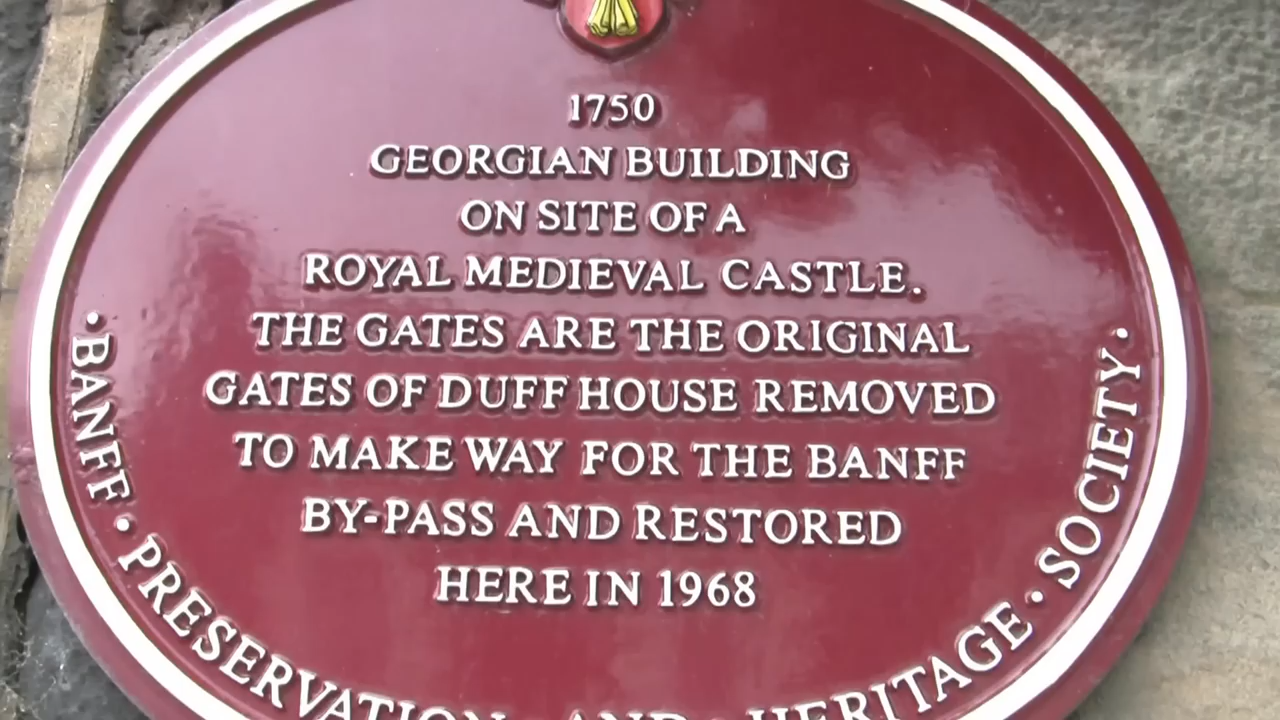 1750
GEORGIAN BUILDING
ON SITE OF A
ROYAL MEDIEVAL CASTLE.
THE GATES ARE THE ORIGINAL
GATES OF DUFF HOUSE REMOVED
TO MAKE WAY FOR THE BANFF
BY-PASS AND RESTORED
HERE IN 1968
• BANFF • PRESERVATION • AND • HERITAGE • SOCIETY •